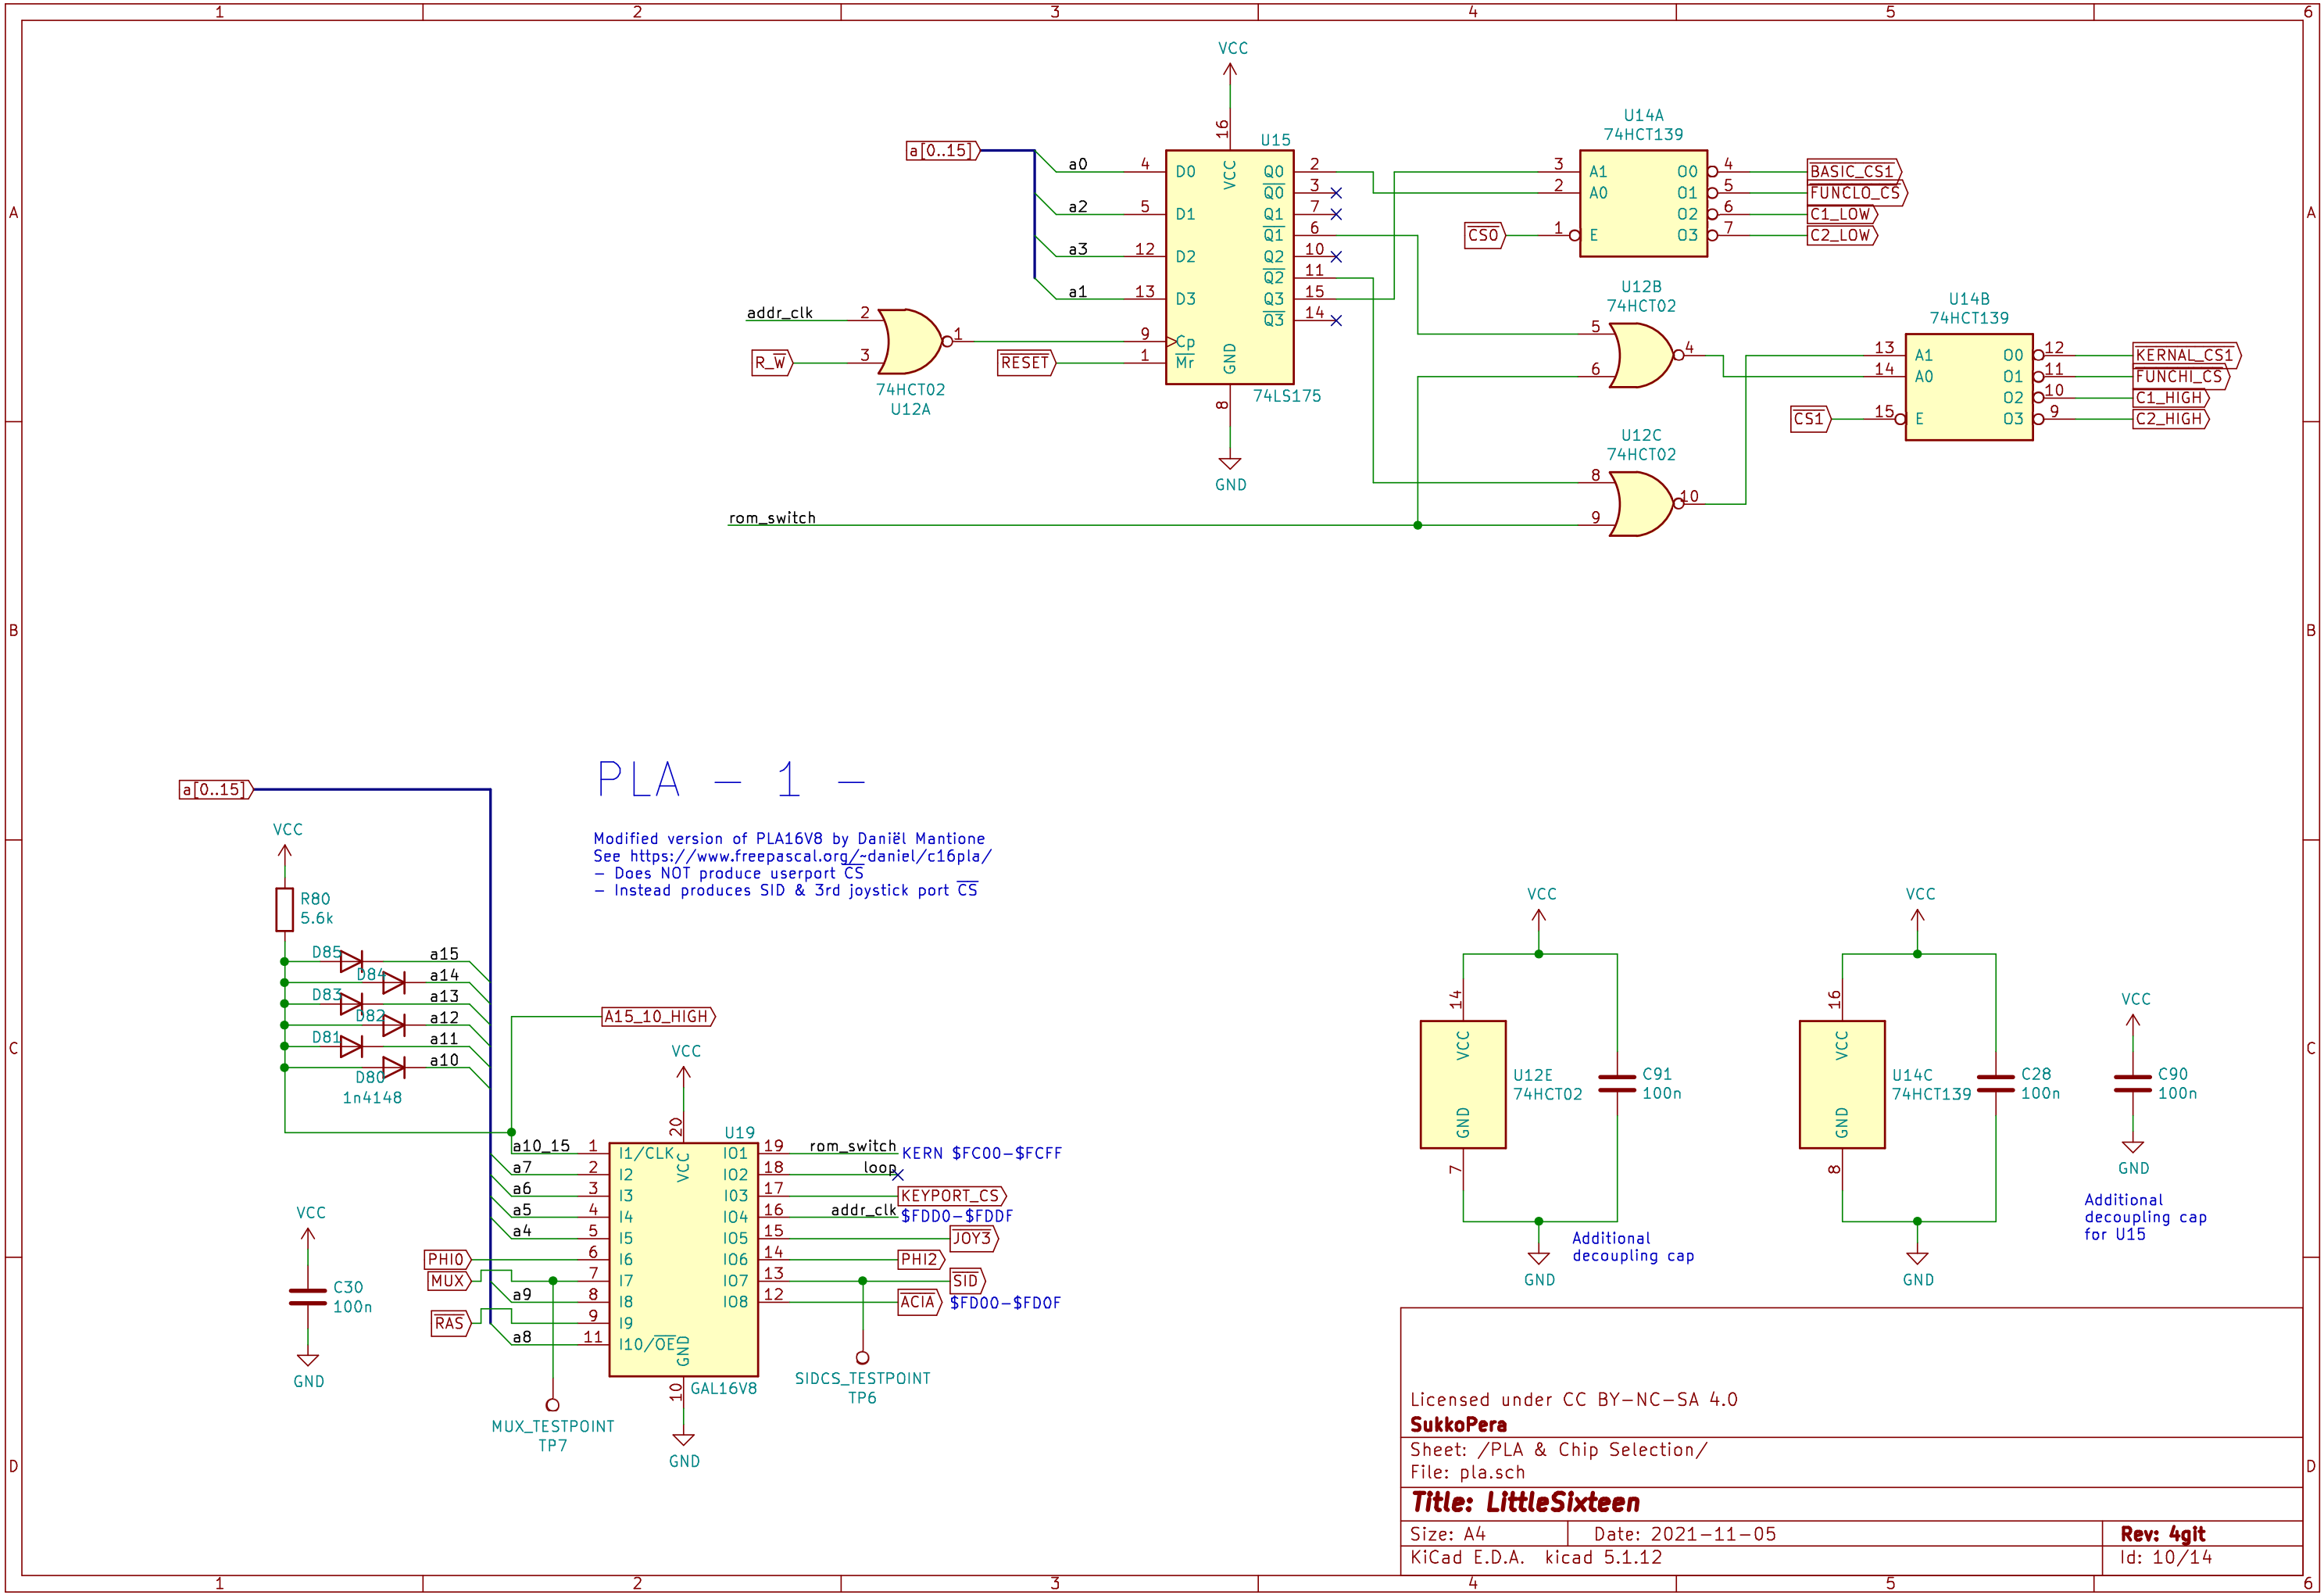 1 2 3 4 5 6
A
B
C
D
A
B
C
D
1 2 3 4 5 6
VCC
16
U15
a[0..15]
a0 4 D0 VCC Q0 2
Q0 3
a2 5 D1 Q1 7
Q1 6
a3 12 D2 Q2 10
Q2 11
a1 13 D3 Q3 15
Q3 14
9 Cp
RESET 1 Mr
GND
74LS175
8
GND
addr_clk 2
R_W 3
1
74HCT02
U12A
U14A
74HCT139
3 A1 O0 4 BASIC_CS1
2 A0 O1 5 FUNCLO_CS
O2 6 C1_LOW
CS0 1 E O3 7 C2_LOW
U12B
74HCT02
5
6
4
U12C
74HCT02
8
9
10
rom_switch
U14B
74HCT139
13 A1 O0 12 KERNAL_CS1
14 A0 O1 11 FUNCHI_CS
O2 10 C1_HIGH
CS1 15 E O3 9 C2_HIGH
PLA - 1 -
Modified version of PLA16V8 by Daniël Mantione
See https://www.freepascal.org/~daniel/c16pla/
- Does NOT produce userport CS
- Instead produces SID & 3rd joystick port CS
a[0..15]
VCC
R80
5.6k
D85 a15
D84 a14
D83 a13
D82 a12
D81 a11
D80 a10
1n4148
A15_10_HIGH
VCC
20
U19
a10_15 1 I1/CLK VCC IO1 19 rom_switch KERN $FC00-$FCFF
a7 2 I2 IO2 18 loop
a6 3 I3 IO3 17 KEYPORT_CS
a5 4 I4 IO4 16 addr_clk $FDD0-$FDDF
a4 5 I5 IO5 15 JOY3
PHI0 6 I6 IO6 14 PHI2
MUX 7 I7 IO7 13 SID
a9 8 I8 IO8 12 ACIA $FD00-$FD0F
RAS 9 I9
a8 11 I10/OE GND
GAL16V8
10
GND
MUX_TESTPOINT
TP7
SIDCS_TESTPOINT
TP6
VCC
C30
100n
GND
VCC
14
VCC
GND
7
U12E
74HCT02
C91
100n
GND
Additional
decoupling cap
VCC
16
VCC
GND
8
U14C
74HCT139
C28
100n
GND
VCC
C90
100n
GND
Additional
decoupling cap
for U15
Licensed under CC BY-NC-SA 4.0
SukkoPera
Sheet: /PLA & Chip Selection/
File: pla.sch
Title: LittleSixteen
Size: A4 Date: 2021-11-05 Rev: 4git
KiCad E.D.A. kicad 5.1.12 Id: 10/14